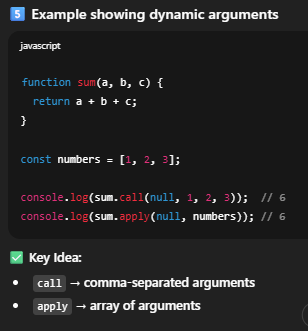 5 Example showing dynamic arguments
javascript
function sum(a, b, c) {
  return a + b + c;
}
const numbers = [1, 2, 3];
console.log(sum.call(null, 1, 2, 3));  // 6
console.log(sum.apply(null, numbers)); // 6
✅ Key Idea:
• call → comma-separated arguments
• apply → array of arguments